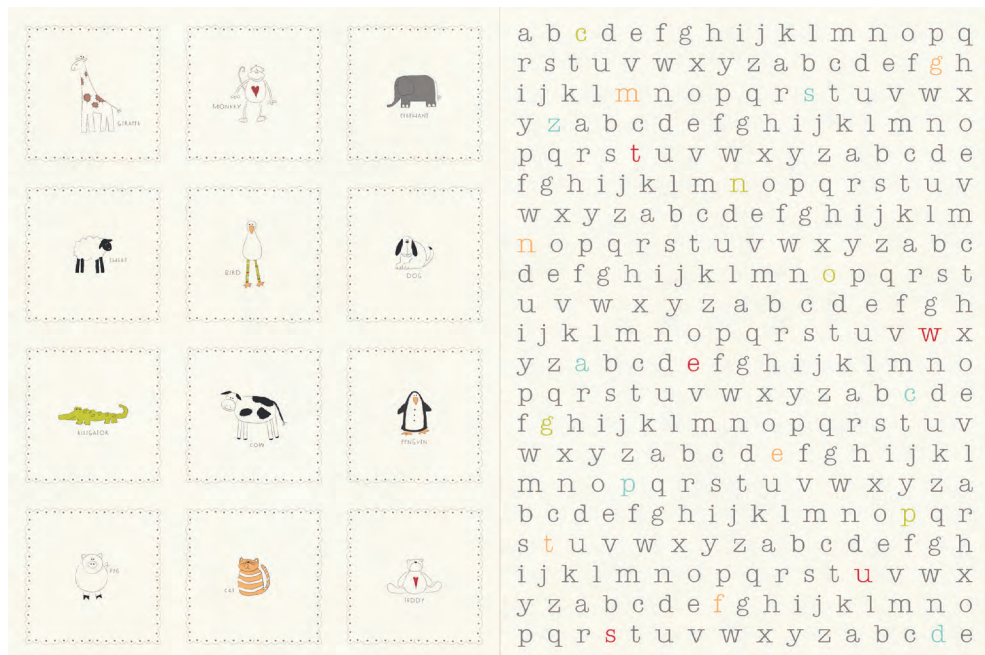 GIRAFFE
MONKEY
ELEPHANT
SHEEP
BIRD
DOG
ALLIGATOR
COW
PENGUIN
PIG
CAT
TEDDY
a b c d e f g h i j k l m n o p q
r s t u v w x y z a b c d e f g h
i j k l m n o p q r s t u v w x
y z a b c d e f g h i j k l m n o
p q r s t u v w x y z a b c d e
f g h i j k l m n o p q r s t u v
w x y z a b c d e f g h i j k l m
n o p q r s t u v w x y z a b c
d e f g h i j k l m n o p q r s t
u v w x y z a b c d e f g h
i j k l m n o p q r s t u v w x
y z a b c d e f g h i j k l m n o
p q r s t u v w x y z a b c d e
f g h i j k l m n o p q r s t u v
w x y z a b c d e f g h i j k l
m n o p q r s t u v w x y z a
b c d e f g h i j k l m n o p q r
s t u v w x y z a b c d e f g h
i j k l m n o p q r s t u v w x
y z a b c d e f g h i j k l m n o
p q r s t u v w x y z a b c d e